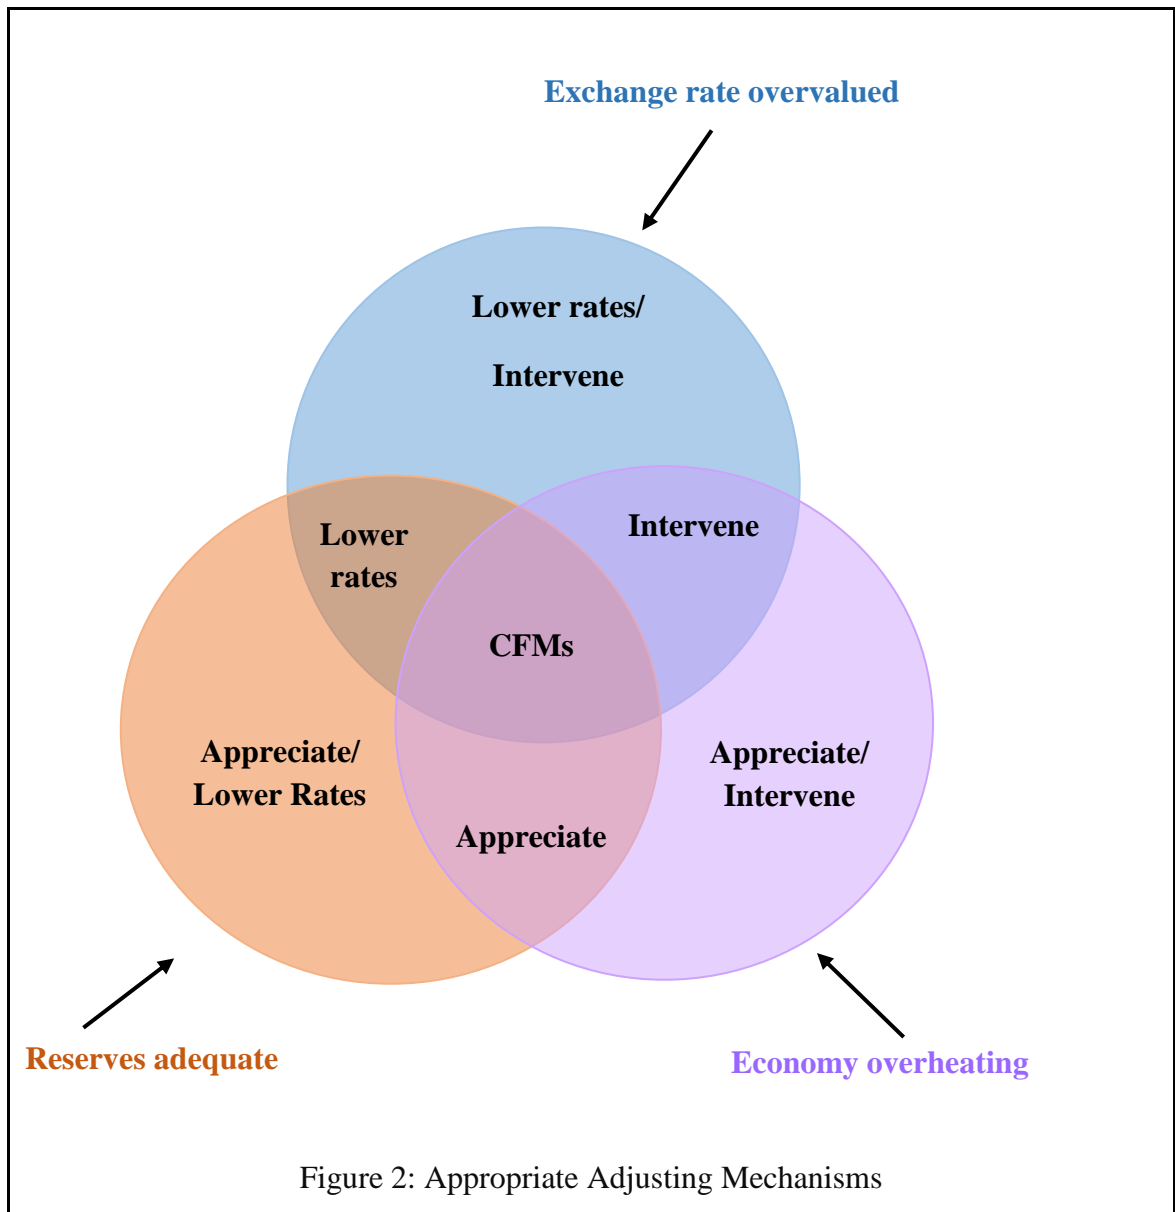 Exchange rate overvalued
Lower rates/
Intervene
Intervene
Lower
rates
CFMs
Appreciate/
Lower Rates
Appreciate/
Intervene
Appreciate
Reserves adequate
Economy overheating
Figure 2: Appropriate Adjusting Mechanisms